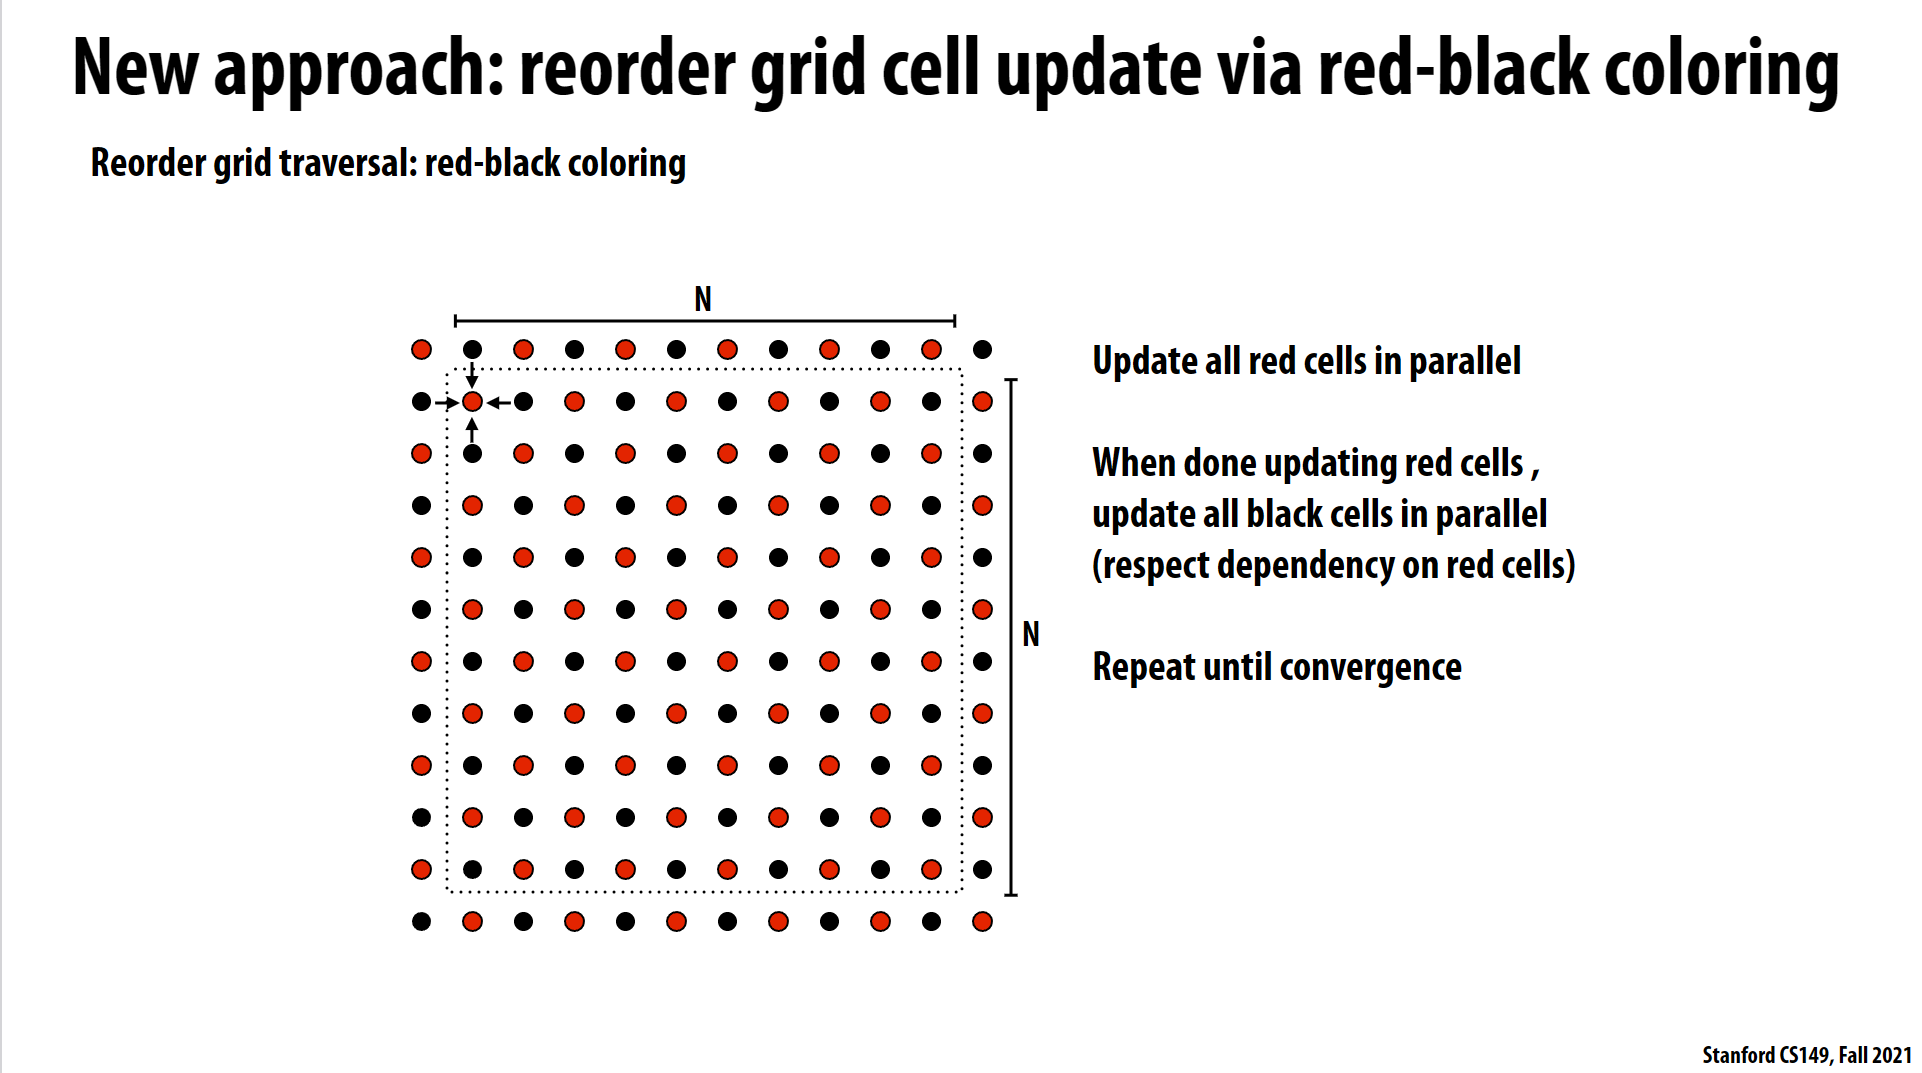 New approach: reorder grid cell update via red-black coloring
Reorder grid traversal: red-black coloring
N
Update all red cells in parallel
When done updating red cells ,
update all black cells in parallel
(respect dependency on red cells)
N
Repeat until convergence
Stanford CS149, Fall 2021